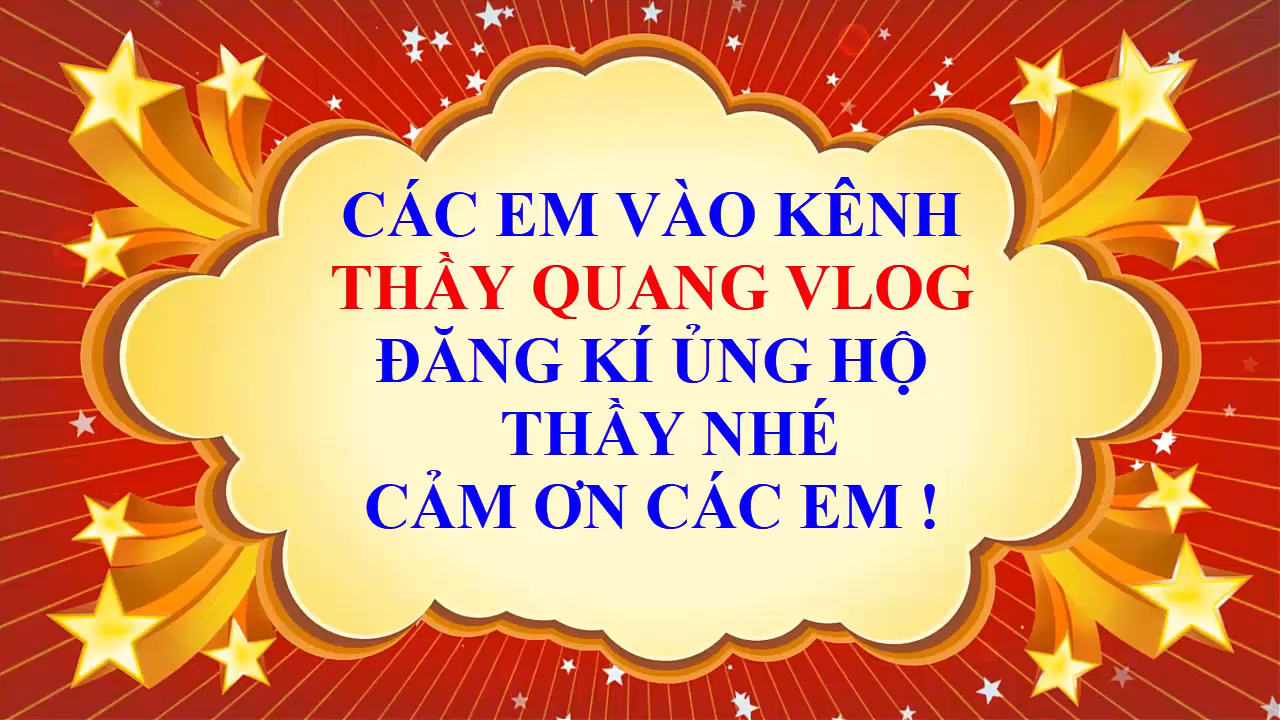 CÁC EM VÀO KÊNH
THẦY QUANG VLOG
ĐĂNG KÍ ỦNG HỘ
THẦY NHÉ
CẢM ƠN CÁC EM !